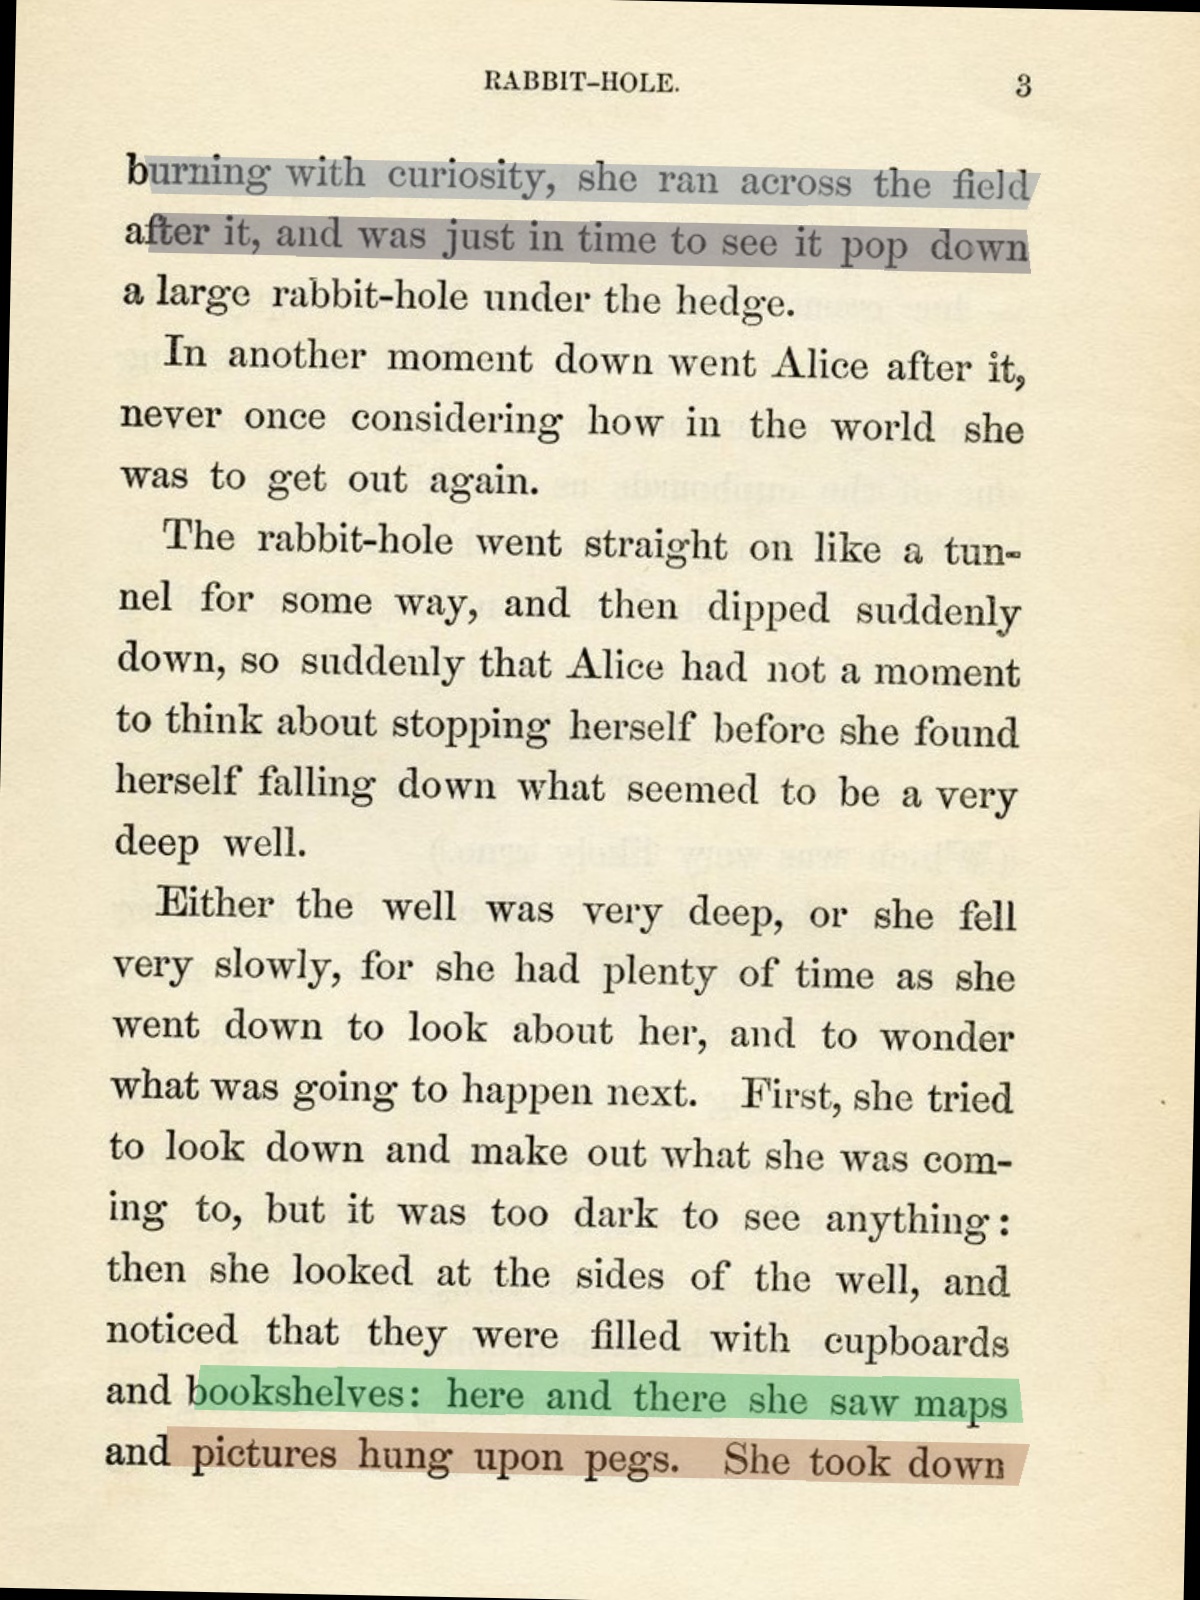 RABBIT-HOLE. 3
burning with curiosity, she ran across the field
after it, and was just in time to see it pop down
a large rabbit-hole under the hedge.
In another moment down went Alice after it,
never once considering how in the world she
was to get out again.
The rabbit-hole went straight on like a tun-
nel for some way, and then dipped suddenly
down, so suddenly that Alice had not a moment
to think about stopping herself before she found
herself falling down what seemed to be a very
deep well.
Either the well was very deep, or she fell
very slowly, for she had plenty of time as she
went down to look about her, and to wonder
what was going to happen next. First, she tried
to look down and make out what she was com-
ing to, but it was too dark to see anything:
then she looked at the sides of the well, and
noticed that they were filled with cupboards
and bookshelves: here and there she saw maps
and pictures hung upon pegs. She took down